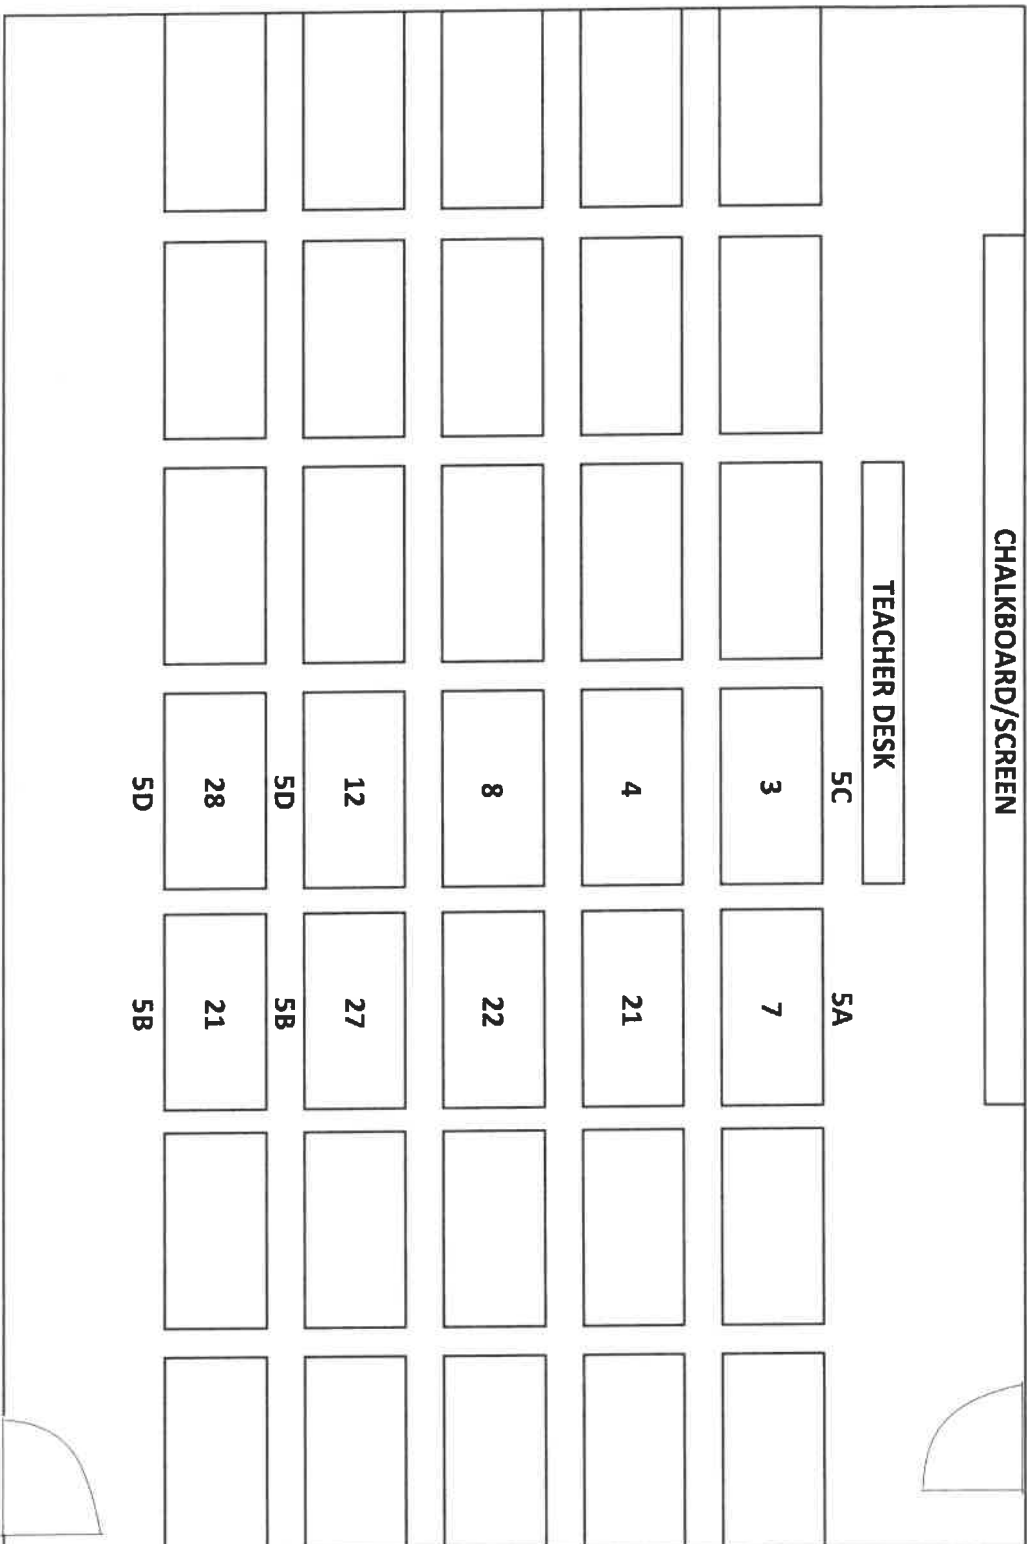 CHALKBOARD/SCREEN
TEACHER DESK
5C 5A
3 7
4 21
8 22
12 27
5D 5B
28 21
5D 5B